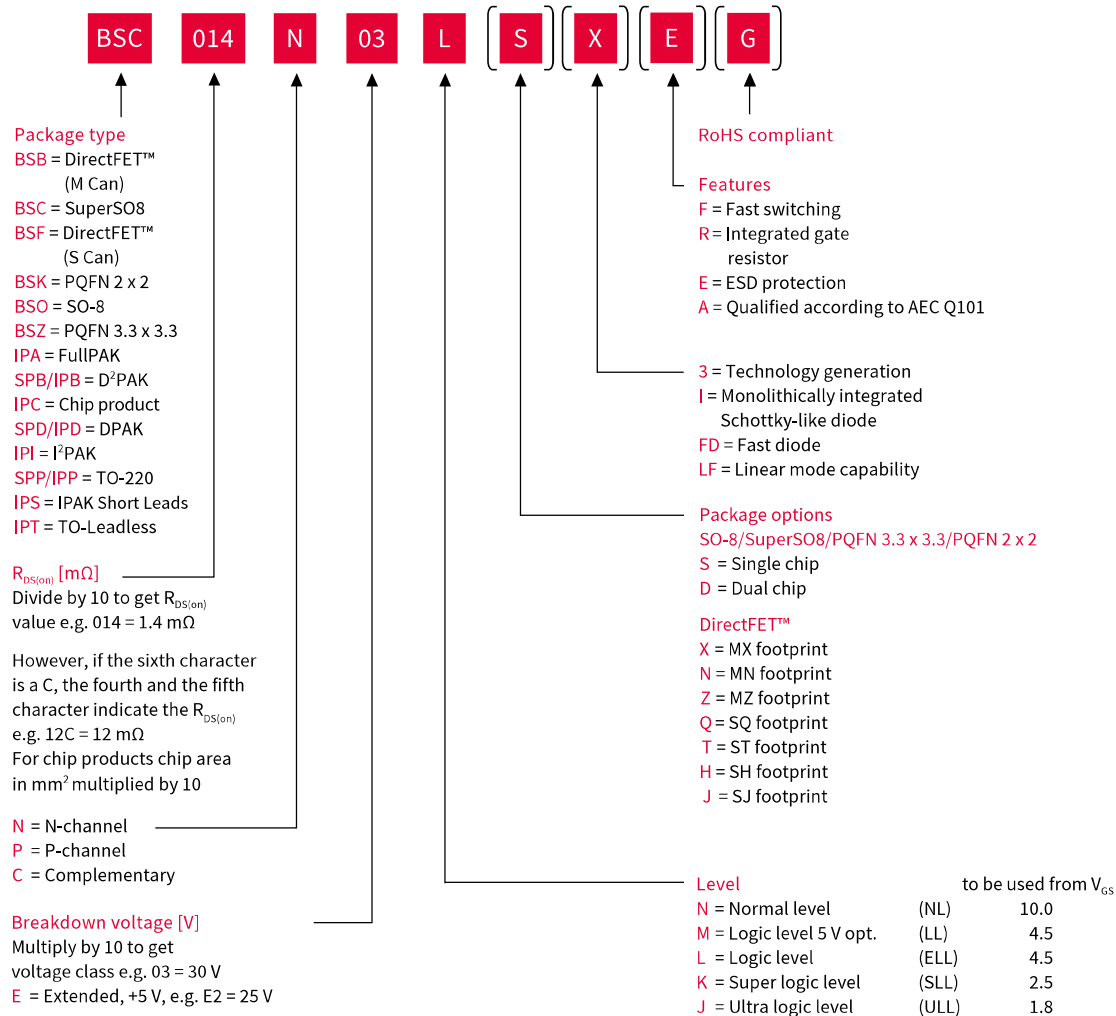 BSC 014 N 03 L S X E G
Package type
BSB = DirectFET™
(M Can)
BSC = SuperSO8
BSF = DirectFET™
(S Can)
BSK = PQFN 2 x 2
BSO = SO-8
BSZ = PQFN 3.3 x 3.3
IPA = FullPAK
SPB/IPB = D²PAK
IPC = Chip product
SPD/IPD = DPAK
IPI = I²PAK
SPP/IPP = TO-220
IPS = IPAK Short Leads
IPT = TO-Leadless
RDS(on) [mΩ]
Divide by 10 to get RDS(on)
value e.g. 014 = 1.4 mΩ
However, if the sixth character
is a C, the fourth and the fifth
character indicate the RDS(on)
e.g. 12C = 12 mΩ
For chip products chip area
in mm² multiplied by 10
N = N-channel
P = P-channel
C = Complementary
Breakdown voltage [V]
Multiply by 10 to get
voltage class e.g. 03 = 30 V
E = Extended, +5 V, e.g. E2 = 25 V
RoHS compliant
Features
F = Fast switching
R = Integrated gate
resistor
E = ESD protection
A = Qualified according to AEC Q101
3 = Technology generation
I = Monolithically integrated
Schottky-like diode
FD = Fast diode
LF = Linear mode capability
Package options
SO-8/SuperSO8/PQFN 3.3 x 3.3/PQFN 2 x 2
S = Single chip
D = Dual chip
DirectFET™
X = MX footprint
N = MN footprint
Z = MZ footprint
Q = SQ footprint
T = ST footprint
H = SH footprint
J = SJ footprint
Level to be used from VGS
N = Normal level (NL) 10.0
M = Logic level 5 V opt. (LL) 4.5
L = Logic level (ELL) 4.5
K = Super logic level (SLL) 2.5
J = Ultra logic level (ULL) 1.8